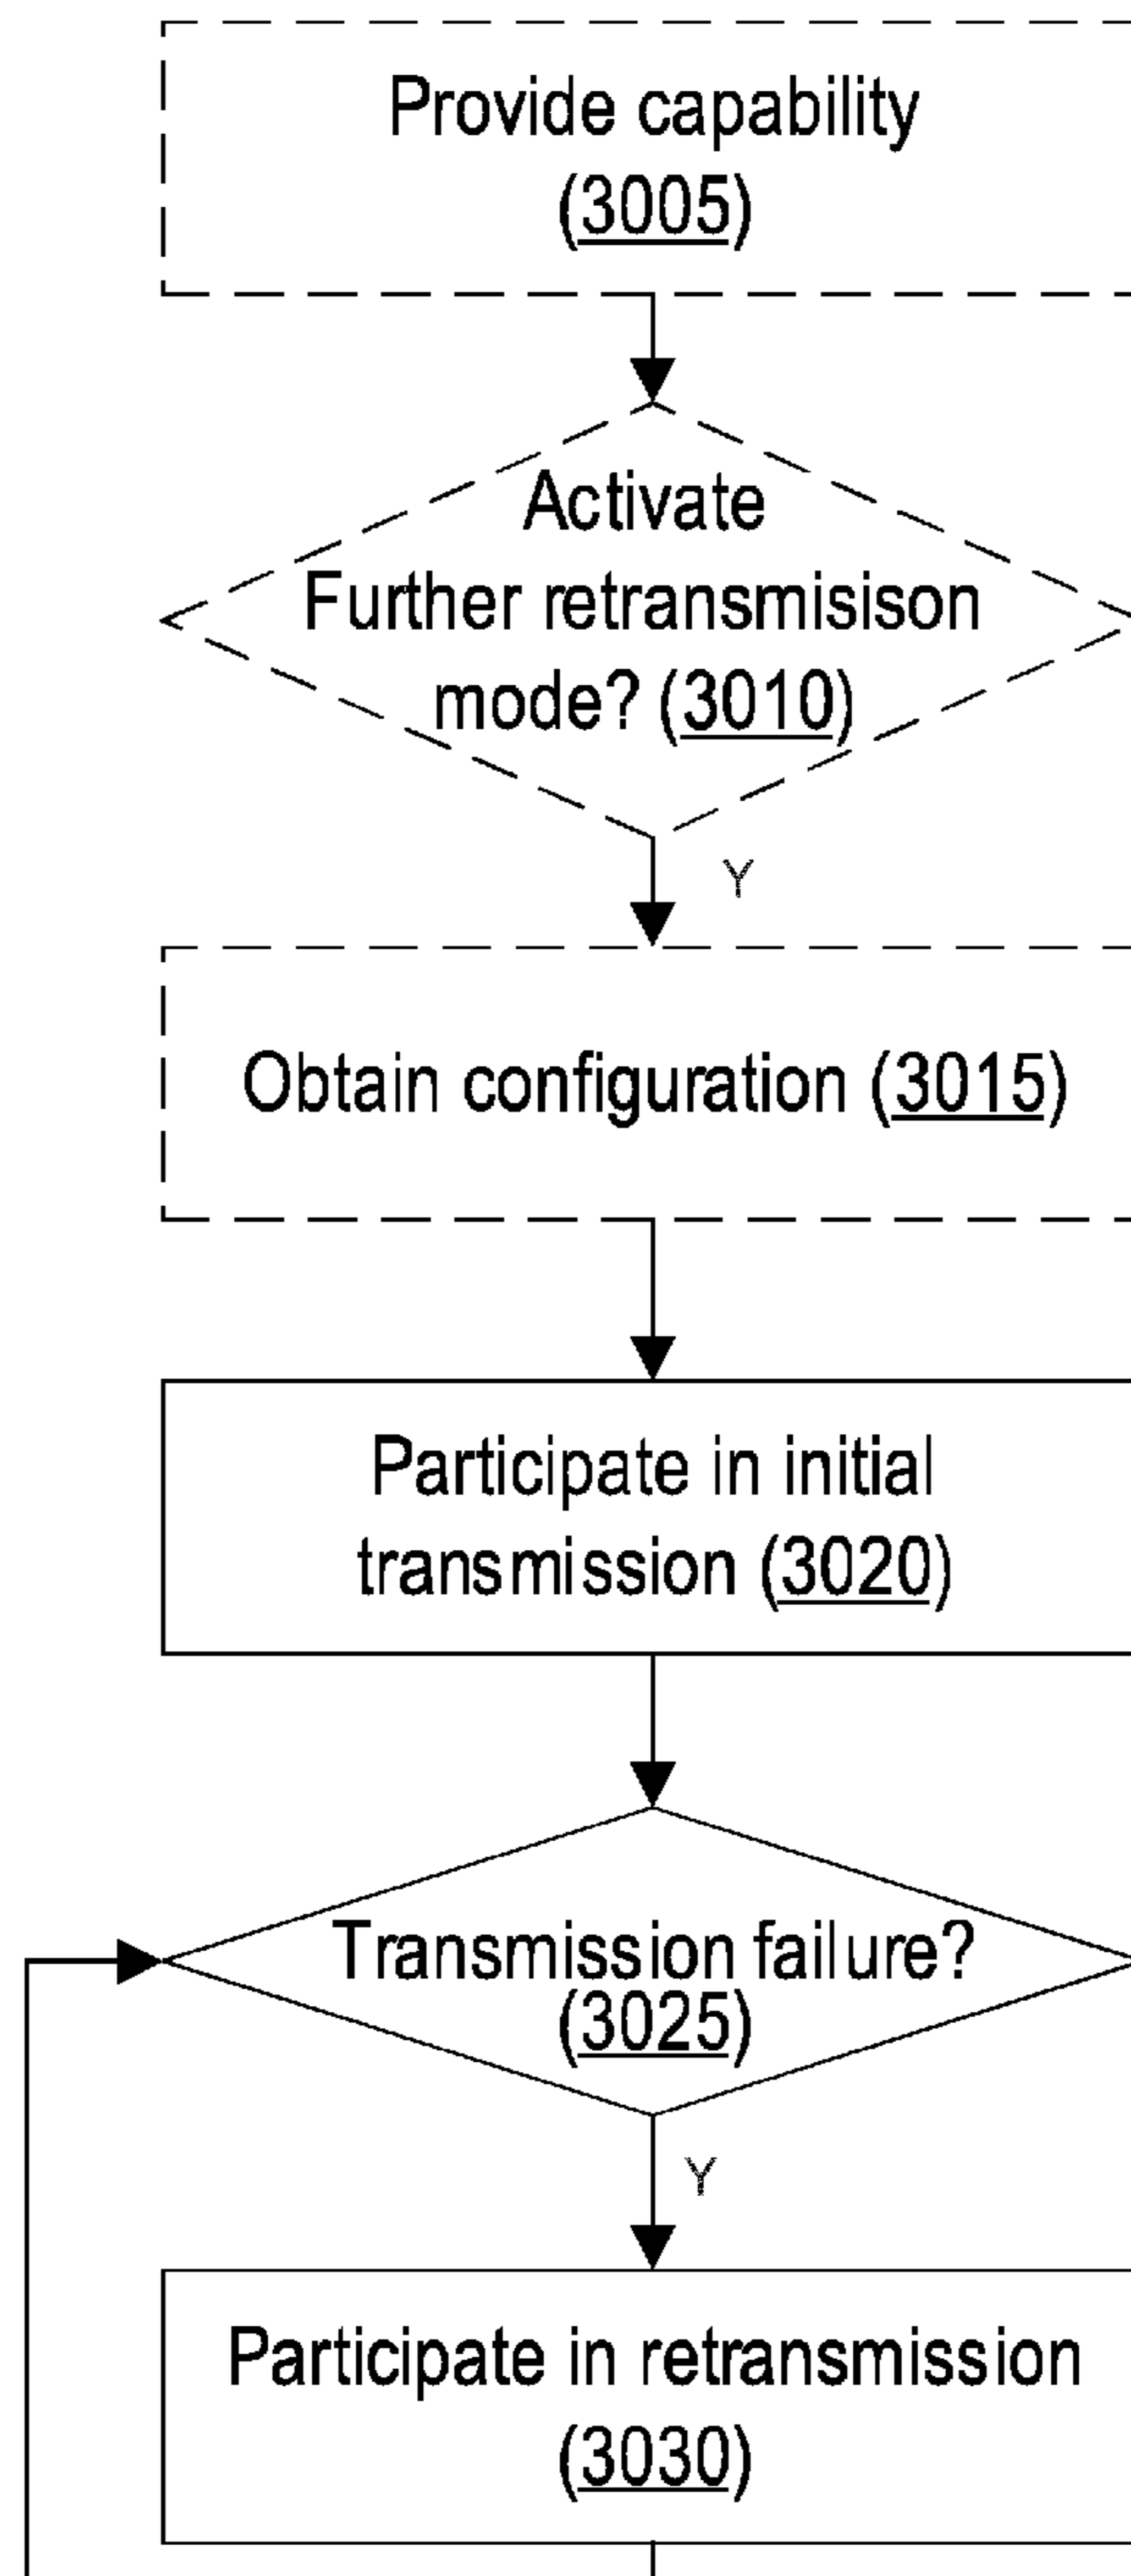 Provide capability
(3005)
Activate
Further retransmisison
mode? (3010)
Y
Obtain configuration (3015)
Participate in initial
transmission (3020)
Transmission failure?
(3025)
Y
Participate in retransmission
(3030)